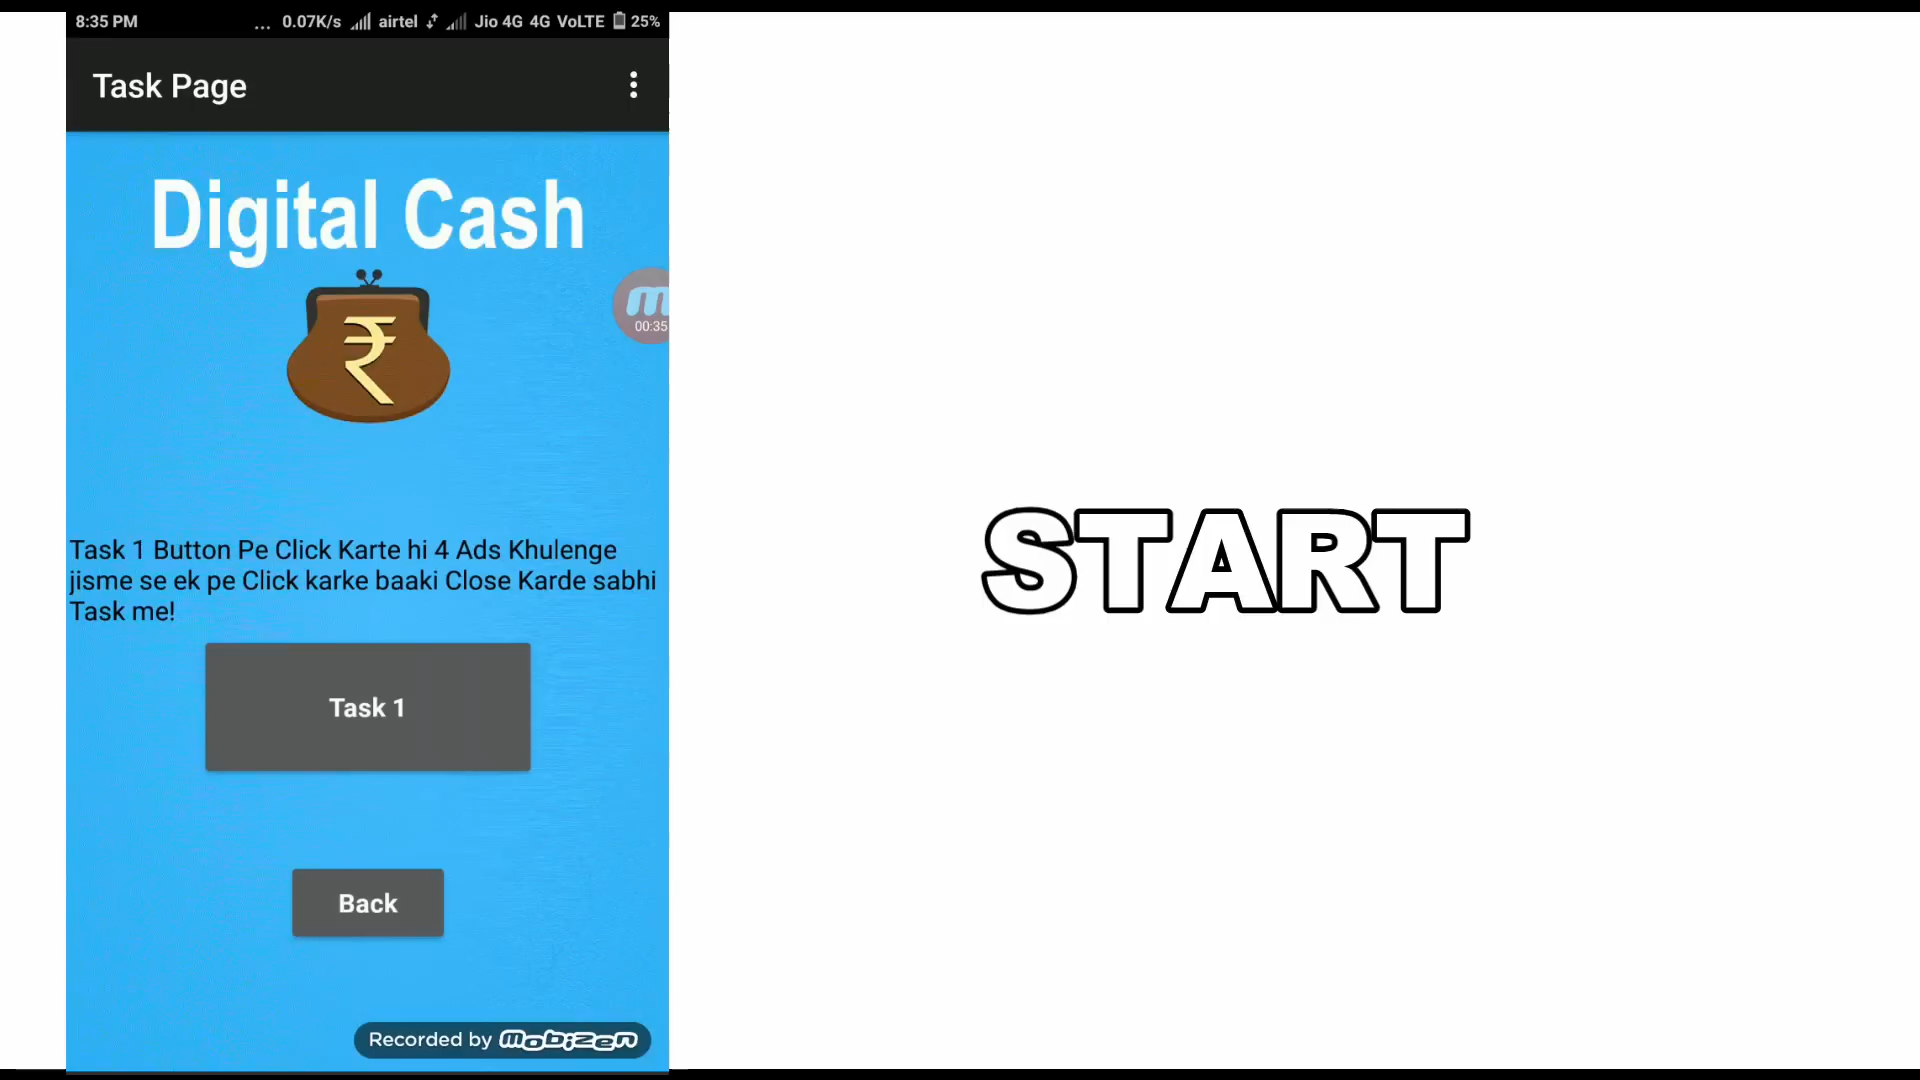 8:35 PM ... 0.07K/s airtel Jio 4G 4G VoLTE 25%
Task Page
Digital Cash
₹
m
00:35
Task 1 Button Pe Click Karte hi 4 Ads Khulenge
jisme se ek pe Click karke baaki Close Karde sabhi
Task me!
Task 1
Back
Recorded by mobizen
START